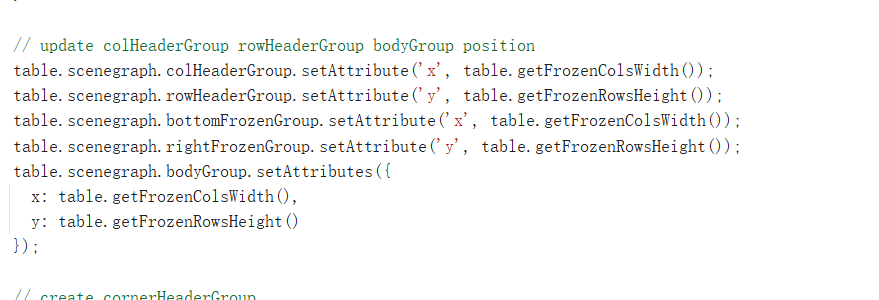 // update colHeaderGroup rowHeaderGroup bodyGroup position
table.scenegraph.colHeaderGroup.setAttribute('x', table.getFrozenColsWidth());
table.scenegraph.rowHeaderGroup.setAttribute('y', table.getFrozenRowsHeight());
table.scenegraph.bottomFrozenGroup.setAttribute('x', table.getFrozenColsWidth());
table.scenegraph.rightFrozenGroup.setAttribute('y', table.getFrozenRowsHeight());
table.scenegraph.bodyGroup.setAttributes({
  x: table.getFrozenColsWidth(),
  y: table.getFrozenRowsHeight()
});
// create cornerHeaderGroup